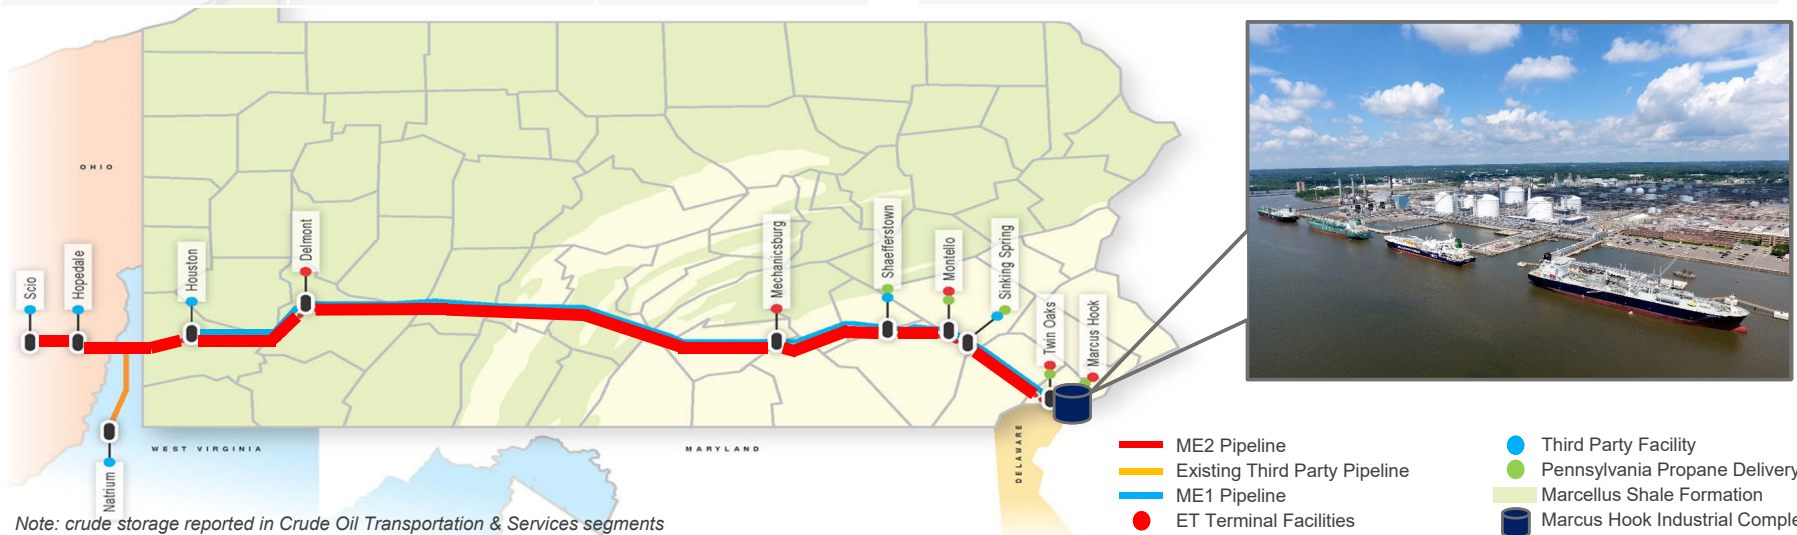 OHIO
Scio
Hopedale
Houston
Delmont
Mechanicsburg
Shaefferstown
Montello
Sinking Spring
Twin Oaks
Marcus Hook
Natrium
WEST VIRGINIA
MARYLAND
DELAWARE
ME2 Pipeline
Existing Third Party Pipeline
ME1 Pipeline
ET Terminal Facilities
Third Party Facility
Pennsylvania Propane Delivery
Marcellus Shale Formation
Marcus Hook Industrial Comple
Note: crude storage reported in Crude Oil Transportation & Services segments